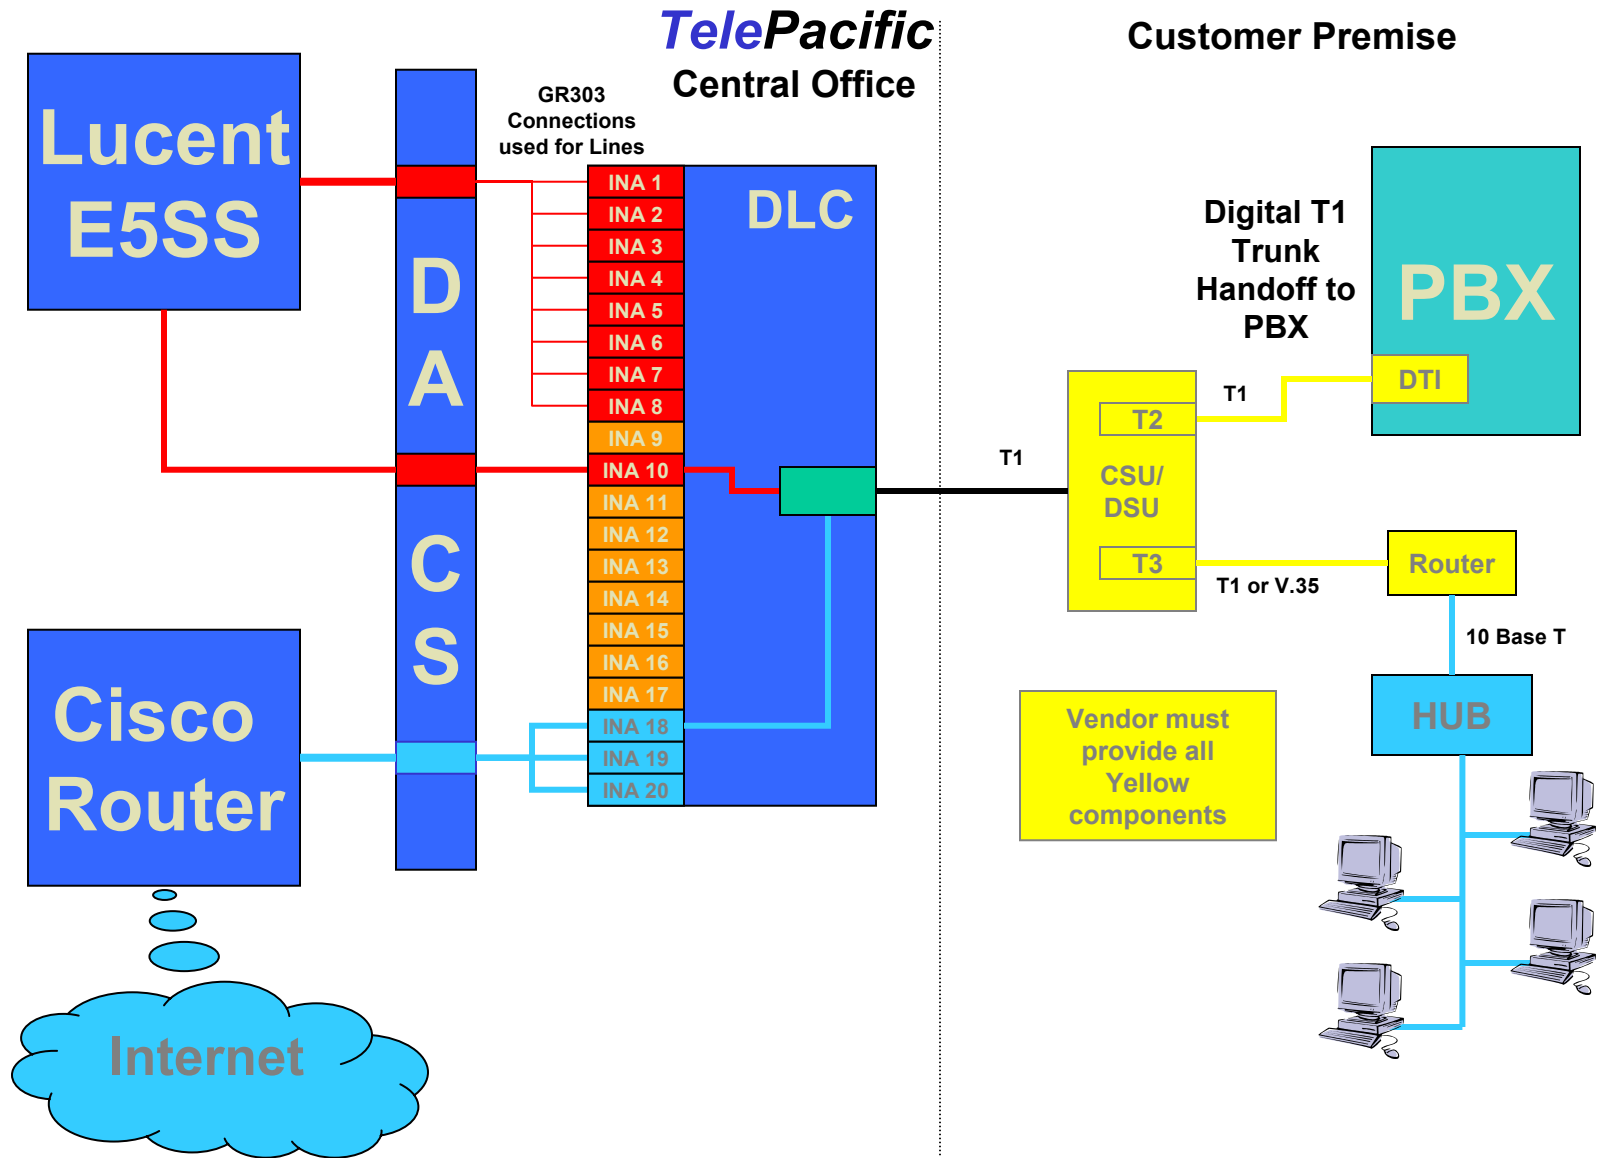 TelePacific
Central Office
Customer Premise
Lucent
E5SS
GR303
Connections
used for Lines
D
A
C
S
INA 1
INA 2
INA 3
INA 4
INA 5
INA 6
INA 7
INA 8
INA 9
INA 10
INA 11
INA 12
INA 13
INA 14
INA 15
INA 16
INA 17
INA 18
INA 19
INA 20
DLC
Cisco
Router
Internet
T1
Digital T1
Trunk
Handoff to
PBX
PBX
DTI
T1
T2
CSU/
DSU
T3
T1 or V.35
Router
10 Base T
HUB
Vendor must
provide all
Yellow
components